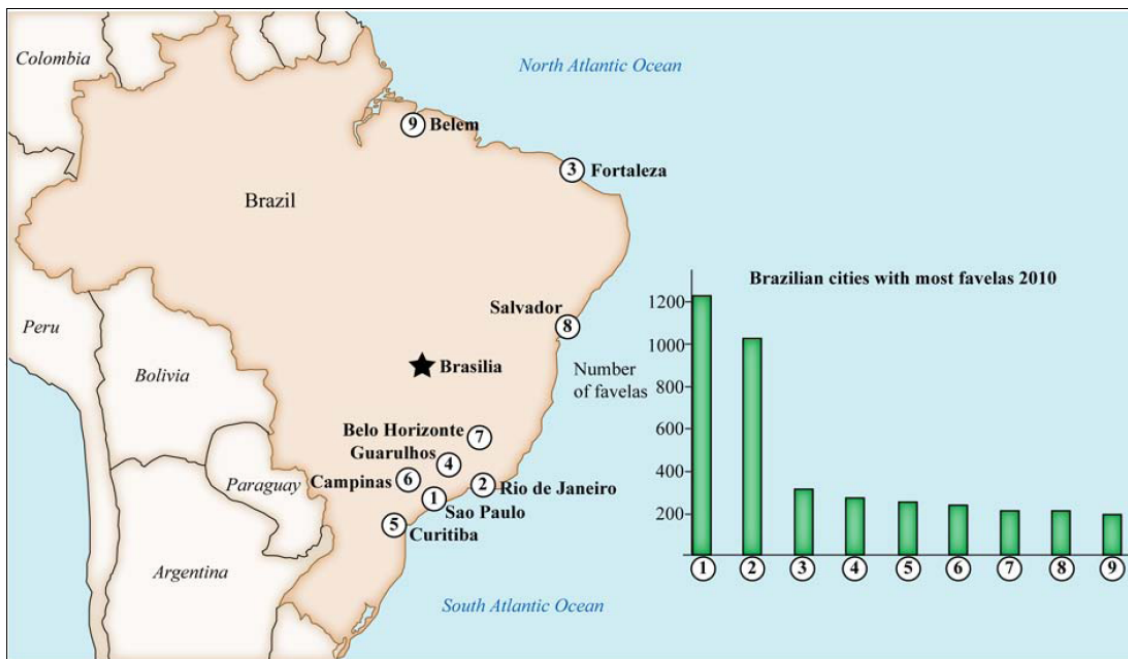 Colombia
North Atlantic Ocean
9 Belem
3 Fortaleza
Brazil
Brazilian cities with most favelas 2010
Salvador
8
Peru
Bolivia
Brasilia
Number
of favelas
1200
1000
800
600
400
200
Belo Horizonte
7
Guarulhos
4
Campinas 6
2 Rio de Janeiro
Paraguay
1
Sao Paulo
5
Curitiba
Argentina
1 2 3 4 5 6 7 8 9
South Atlantic Ocean